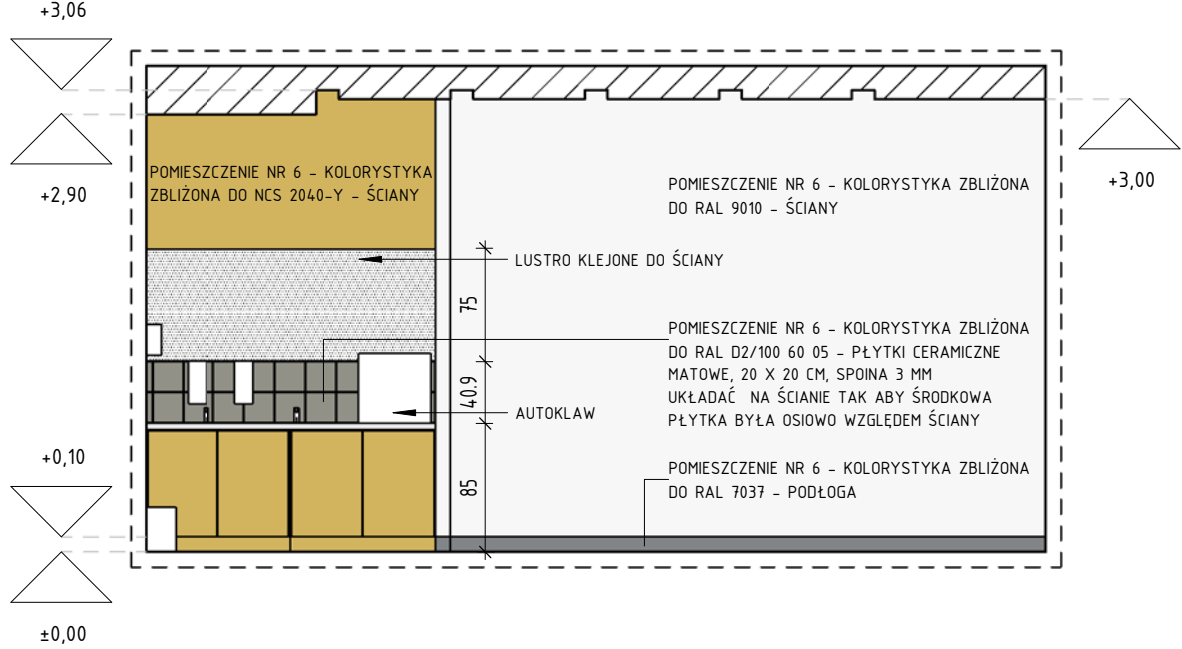 +3,06
+2,90
+3,00
POMIESZCZENIE NR 6 - KOLORYSTYKA
ZBLIŻONA DO NCS 2040-Y - ŚCIANY
POMIESZCZENIE NR 6 - KOLORYSTYKA ZBLIŻONA
DO RAL 9010 - ŚCIANY
LUSTRO KLEJONE DO ŚCIANY
75
POMIESZCZENIE NR 6 - KOLORYSTYKA ZBLIŻONA
DO RAL D2/100 60 05 - PŁYTKI CERAMICZNE
MATOWE, 20 X 20 CM, SPOINA 3 MM
UKŁADAĆ NA ŚCIANIE TAK ABY ŚRODKOWA
PŁYTKA BYŁA OSIOWO WZGLĘDEM ŚCIANY
40.9
AUTOKLAW
+0,10
85
POMIESZCZENIE NR 6 - KOLORYSTYKA ZBLIŻONA
DO RAL 7037 - PODŁOGA
±0,00